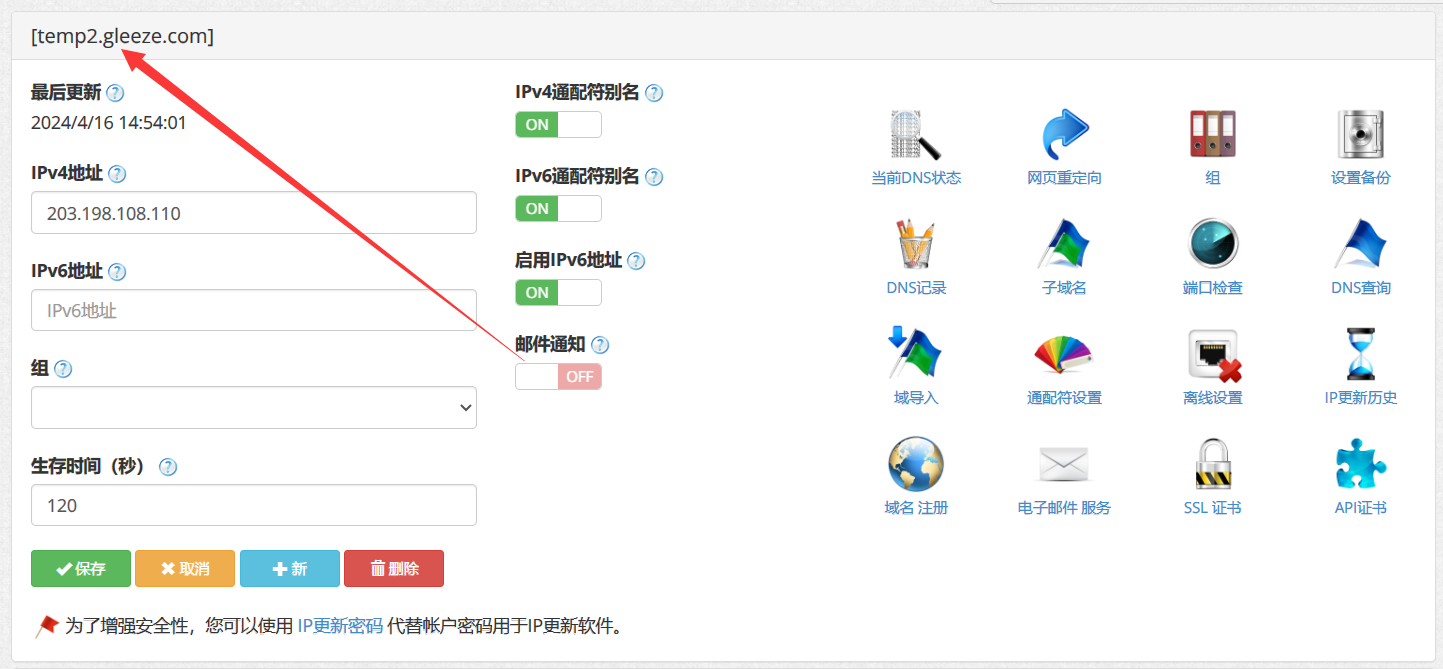 [temp2.gleeze.com]
最后更新
2024/4/16 14:54:01
IPv4地址
203.198.108.110
IPv6地址
IPv6地址
组
生存时间（秒）
120
保存 取消 新 删除
为了增强安全性，您可以使用 IP更新密码 代替帐户密码用于IP更新软件。
IPv4通配符别名
ON
IPv6通配符别名
ON
启用IPv6地址
ON
邮件通知
OFF
当前DNS状态 网页重定向 组 设置备份
DNS记录 子域名 端口检查 DNS查询
域导入 通配符设置 离线设置 IP更新历史
域名 注册 电子邮件 服务 SSL 证书 API证书